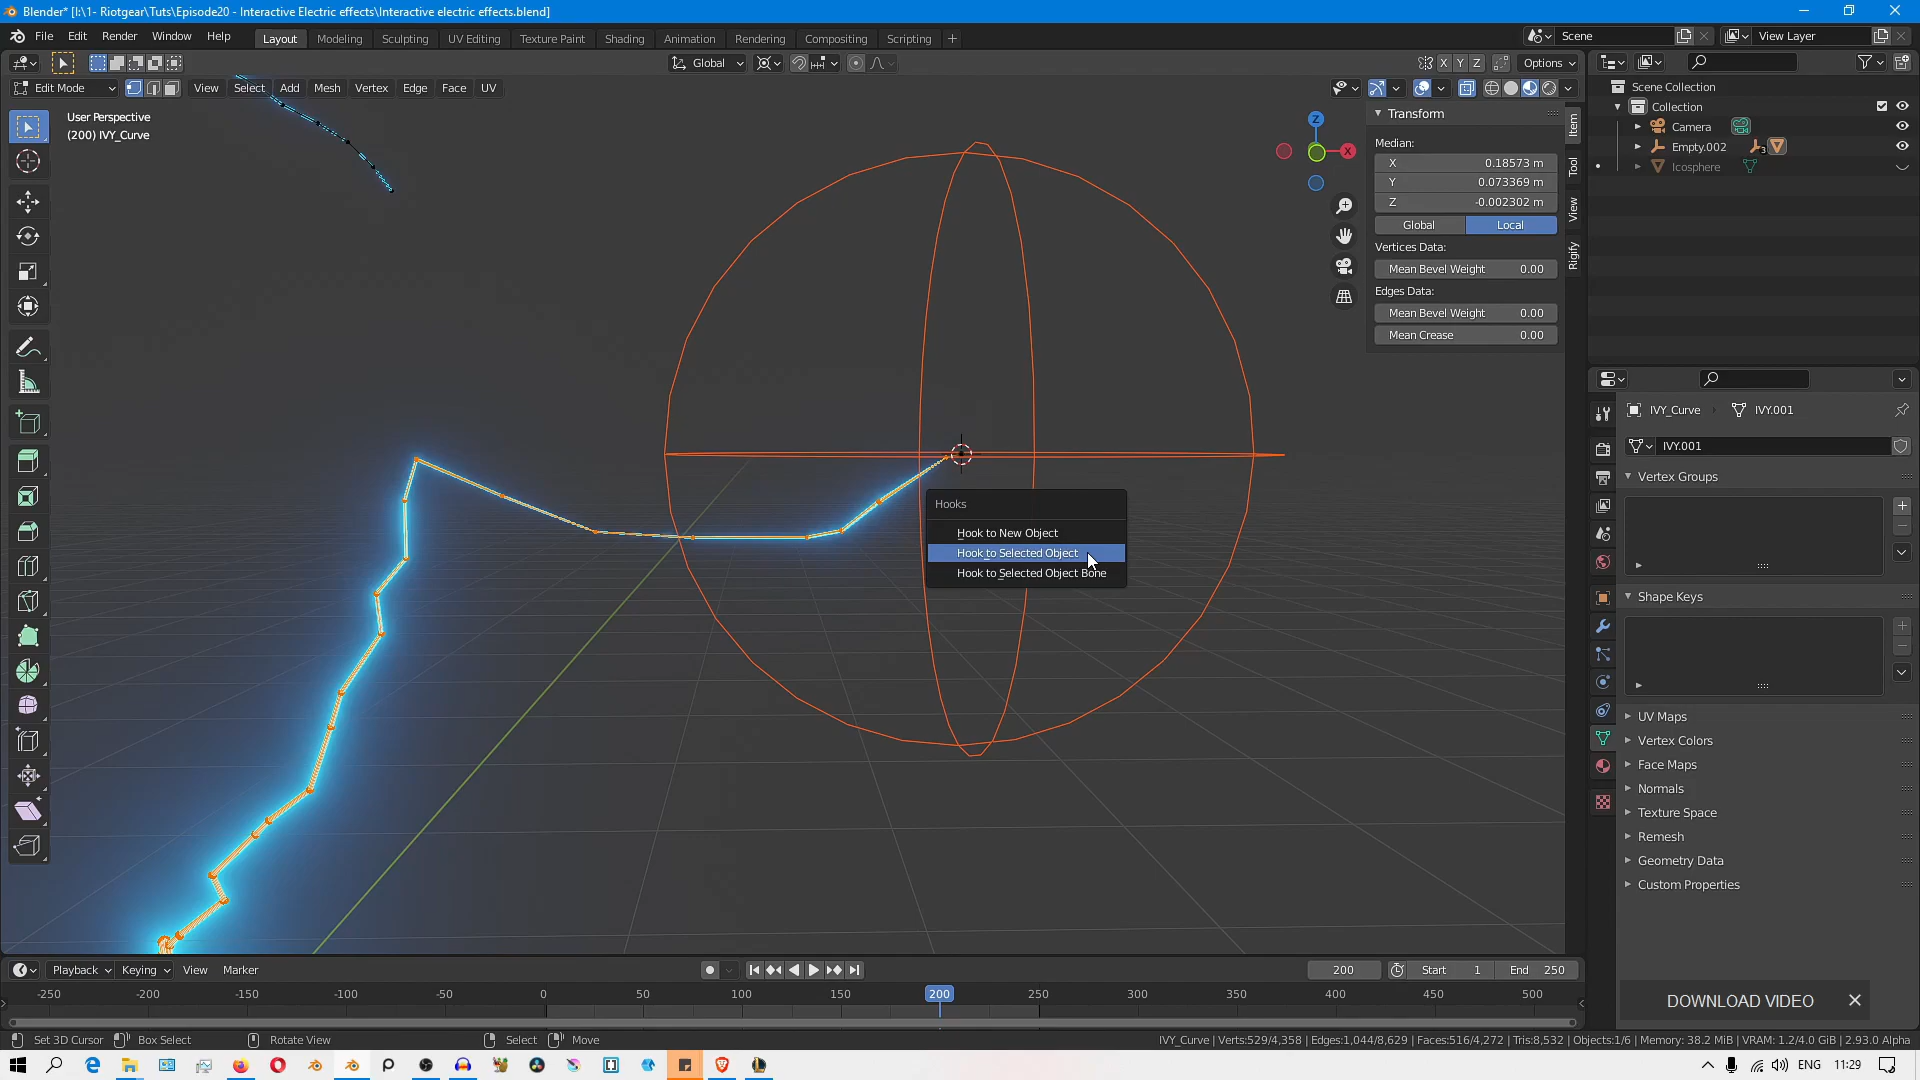 Blender* [I:\1- Riotgear\Tuts\Episode20 - Interactive Electric effects\Interactive electric effects.blend]
File Edit Render Window Help Layout Modeling Sculpting UV Editing Texture Paint Shading Animation Rendering Compositing Scripting + Scene View Layer
Global X Y Z Options
Edit Mode View Select Add Mesh Vertex Edge Face UV
User Perspective
(200) IVY_Curve
Z
X
Transform
Median:
X 0.18573 m
Y 0.073369 m
Z -0.002302 m
Global Local
Vertices Data:
Mean Bevel Weight 0.00
Edges Data:
Mean Bevel Weight 0.00
Mean Crease 0.00
Item
Tool
View
Rigify
Scene Collection
Collection
Camera
Empty.002 3
Icosphere
Hooks
Hook to New Object
Hook to Selected Object
Hook to Selected Object Bone
IVY_Curve IVY.001
IVY.001
Vertex Groups
Shape Keys
UV Maps
Vertex Colors
Face Maps
Normals
Texture Space
Remesh
Geometry Data
Custom Properties
DOWNLOAD VIDEO
Playback Keying View Marker 200 Start 1 End 250
-250 -200 -150 -100 -50 0 50 100 150 200 250 300 350 400 450 500
Set 3D Cursor Box Select Rotate View Select Move IVY_Curve | Verts:529/4,358 | Edges:1,044/8,629 | Faces:516/4,272 | Tris:8,532 | Objects:1/6 | Memory: 38.2 MiB | VRAM: 1.2/4.0 GiB | 2.93.0 Alpha
ENG 11:29